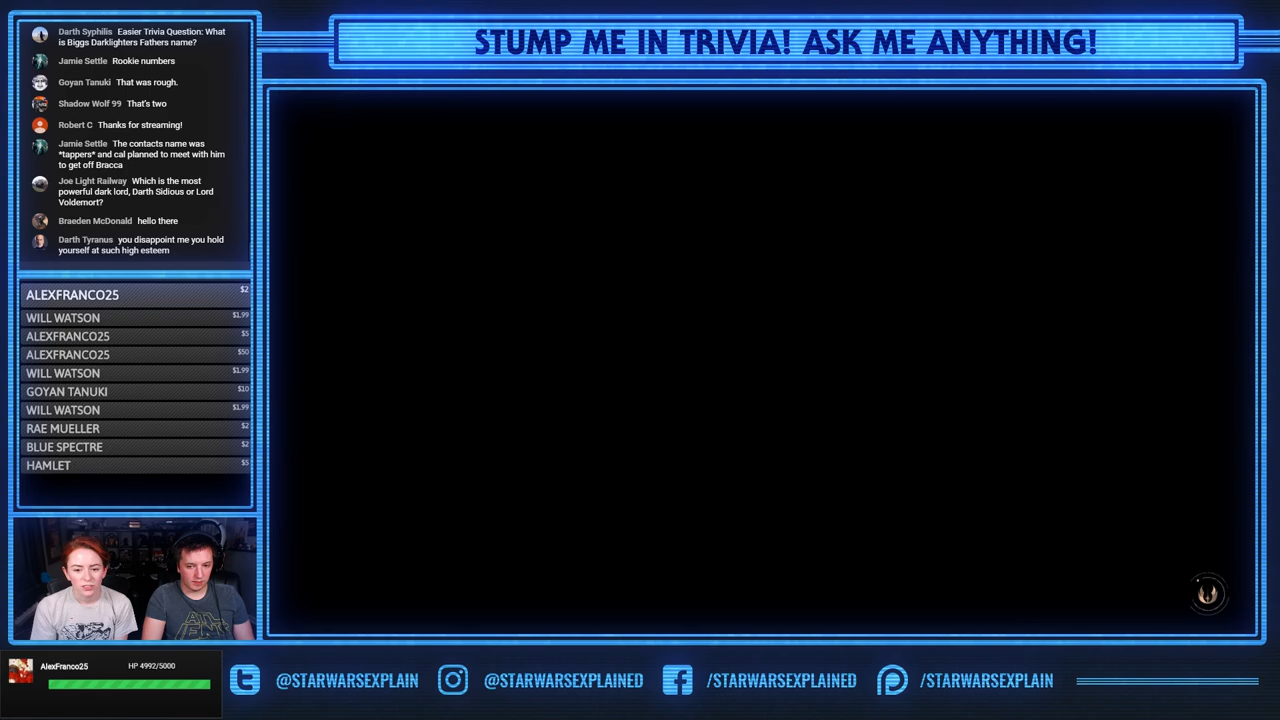 Darth Syphilis Easier Trivia Question: What
is Biggs Darklighters Fathers name?
Jamie Settle Rookie numbers
Goyan Tanuki That was rough.
Shadow Wolf 99 That's two
Robert C Thanks for streaming!
Jamie Settle The contacts name was
*tappers* and cal planned to meet with him
to get off Bracca
Joe Light Railway Which is the most
powerful dark lord, Darth Sidious or Lord
Voldemort?
Braeden McDonald hello there
Darth Tyranus you disappoint me you hold
yourself at such high esteem
STUMP ME IN TRIVIA! ASK ME ANYTHING!
ALEXFRANCO25 $2
WILL WATSON $1.99
ALEXFRANCO25 $5
ALEXFRANCO25 $50
WILL WATSON $1.99
GOYAN TANUKI $10
WILL WATSON $1.99
RAE MUELLER $2
BLUE SPECTRE $2
HAMLET $5
AlexFranco25 HP 4992/5000
@STARWARSEXPLAIN @STARWARSEXPLAINED /STARWARSEXPLAINED /STARWARSEXPLAIN